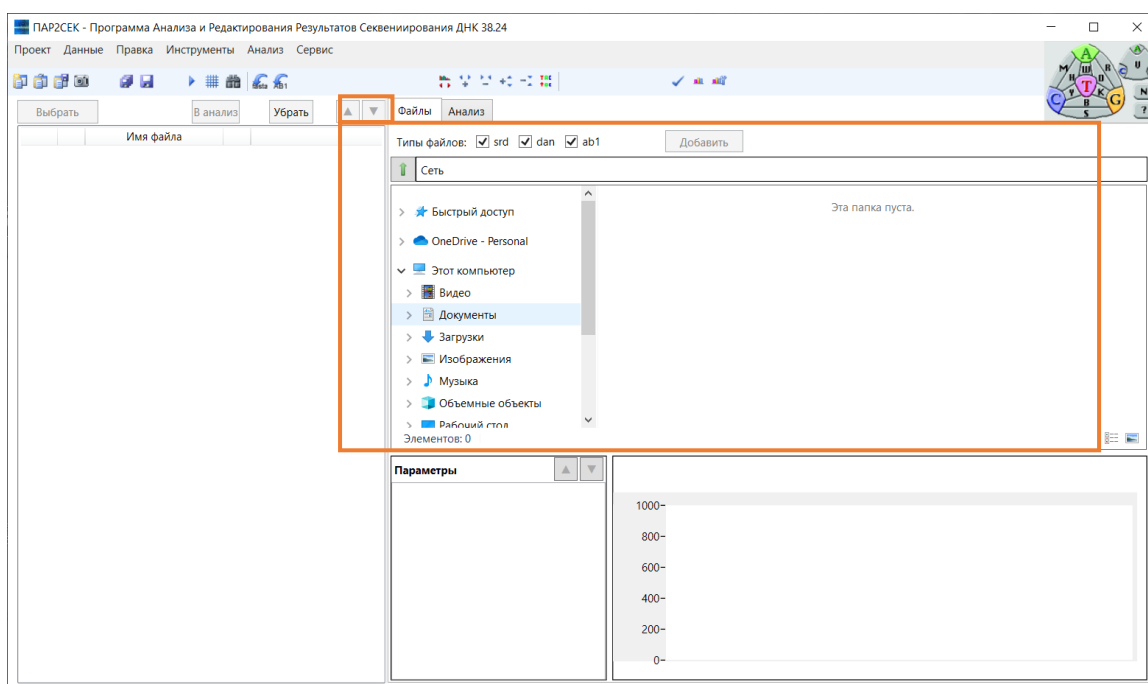 ПАР2СЕК - Программа Анализа и Редактирования Результатов Секвениирования ДНК 38.24
Проект Данные Правка Инструменты Анализ Сервис
Выбрать В анализ Убрать
Файлы Анализ
Имя файла
Типы файлов: srd dan ab1 Добавить
Сеть
Эта папка пуста.
Быстрый доступ
OneDrive - Personal
Этот компьютер
Видео
Документы
Загрузки
Изображения
Музыка
Объемные объекты
Рабочий стол
Элементов: 0
Параметры
1000
800
600
400
200
0